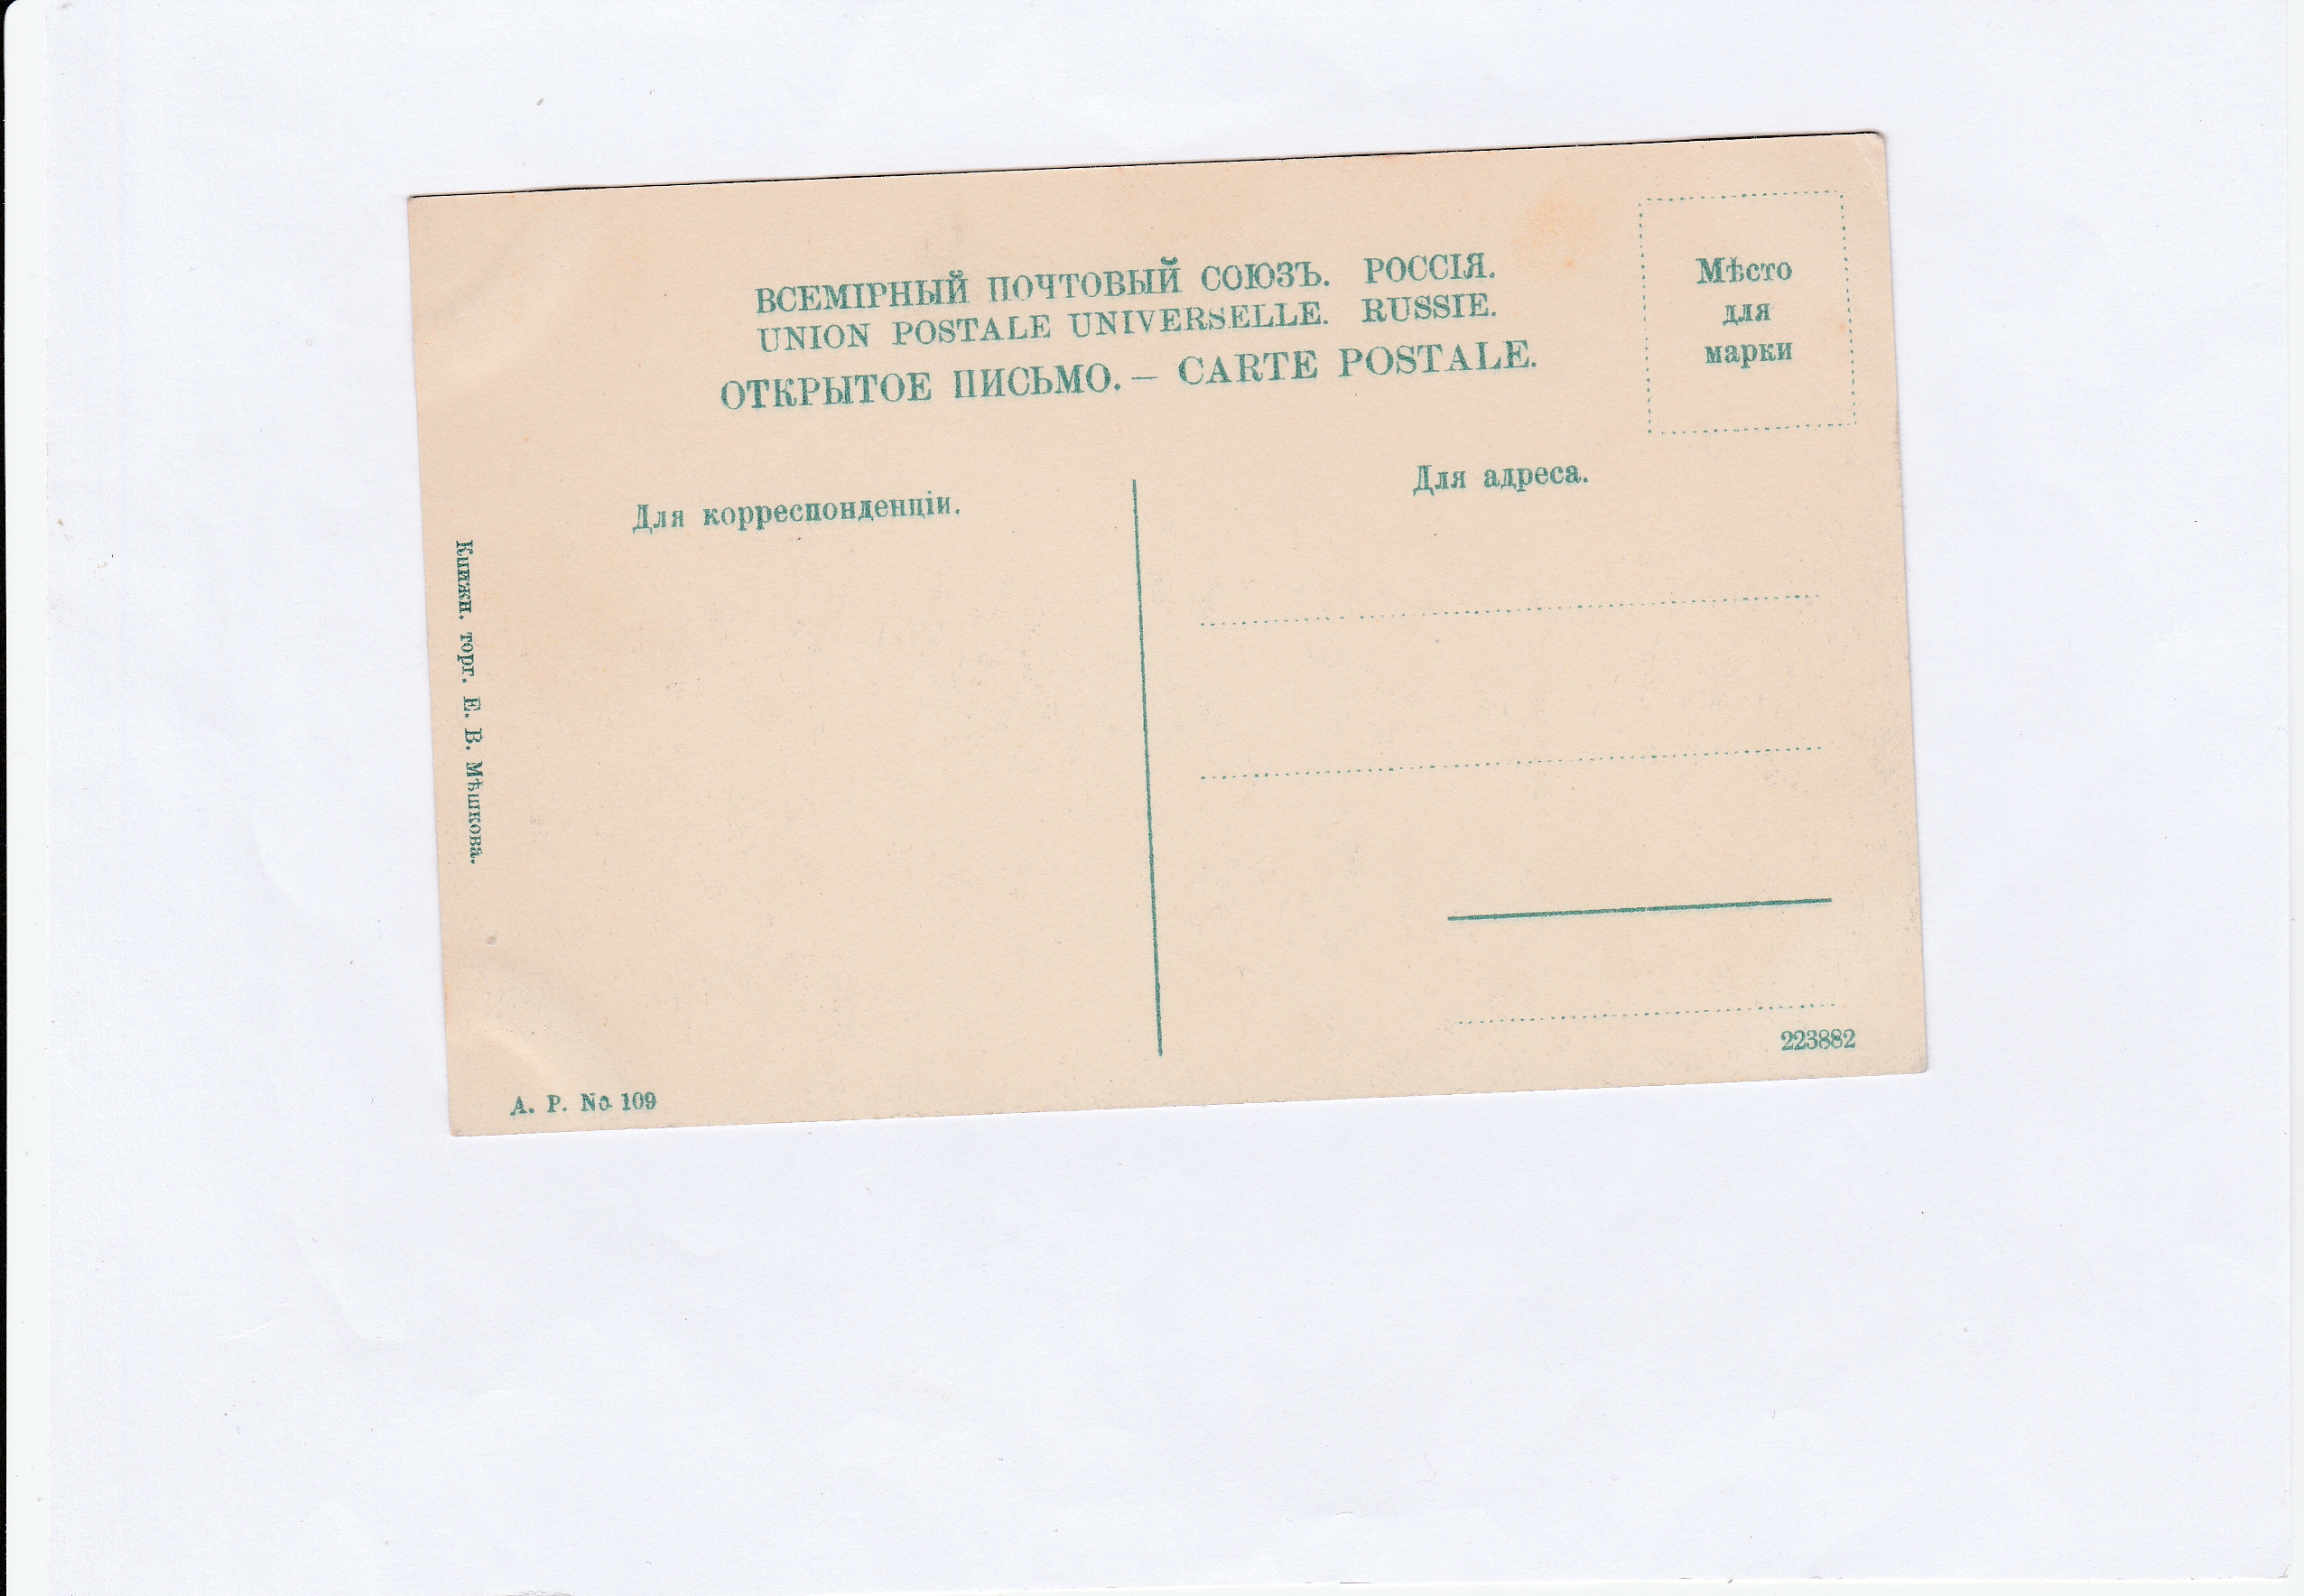 ВСЕМІРНЫЙ ПОЧТОВЫЙ СОЮЗЪ. РОССІЯ.
UNION POSTALE UNIVERSELLE. RUSSIE.
ОТКРЫТОЕ ПИСЬМО. — CARTE POSTALE.
Мѣсто
для
марки
Для корреспонденціи.
Для адреса.
Книжн. торг. Е. В. Мѣшкова.
223882
A. P. No. 109